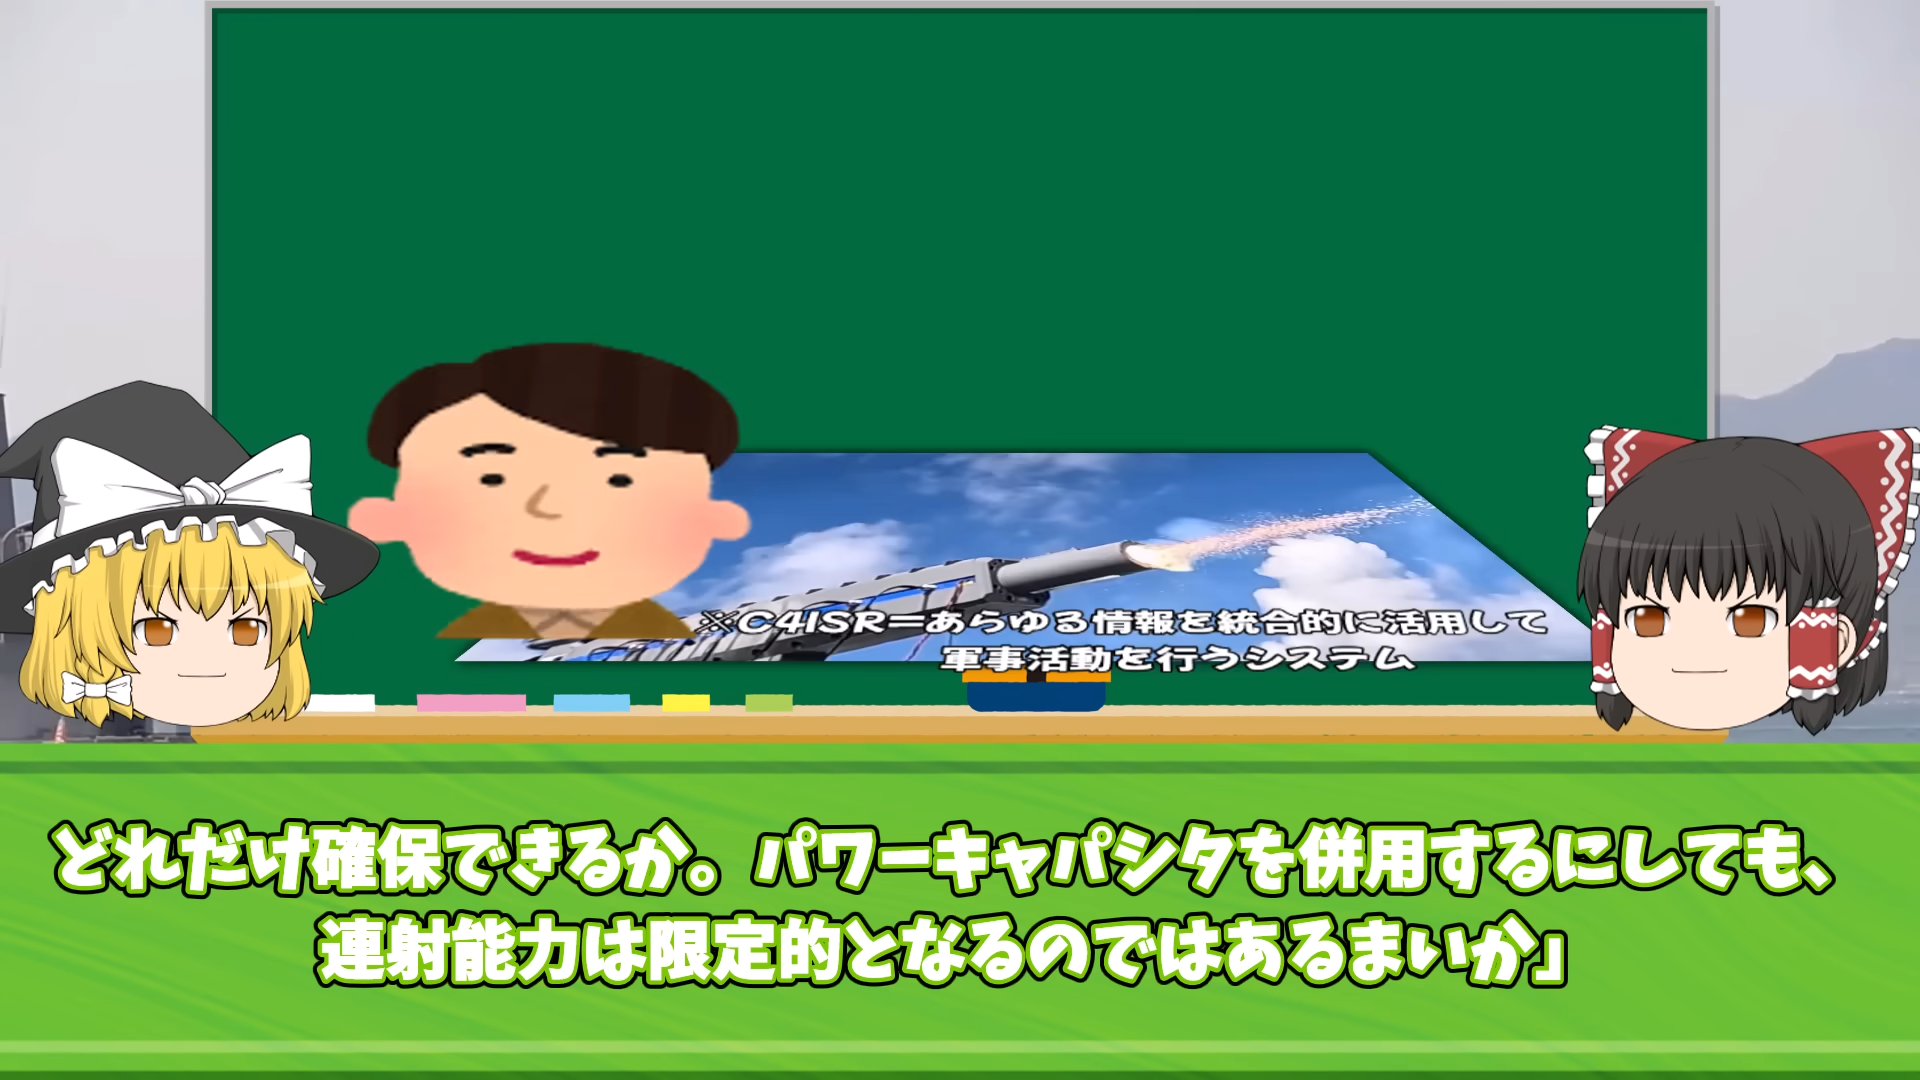 ※C4ISR＝あらゆる情報を統合的に活用して
軍事活動を行うシステム
どれだけ確保できるか。パワーキャパシタを併用するにしても、
連射能力は限定的となるのではあるまいか」